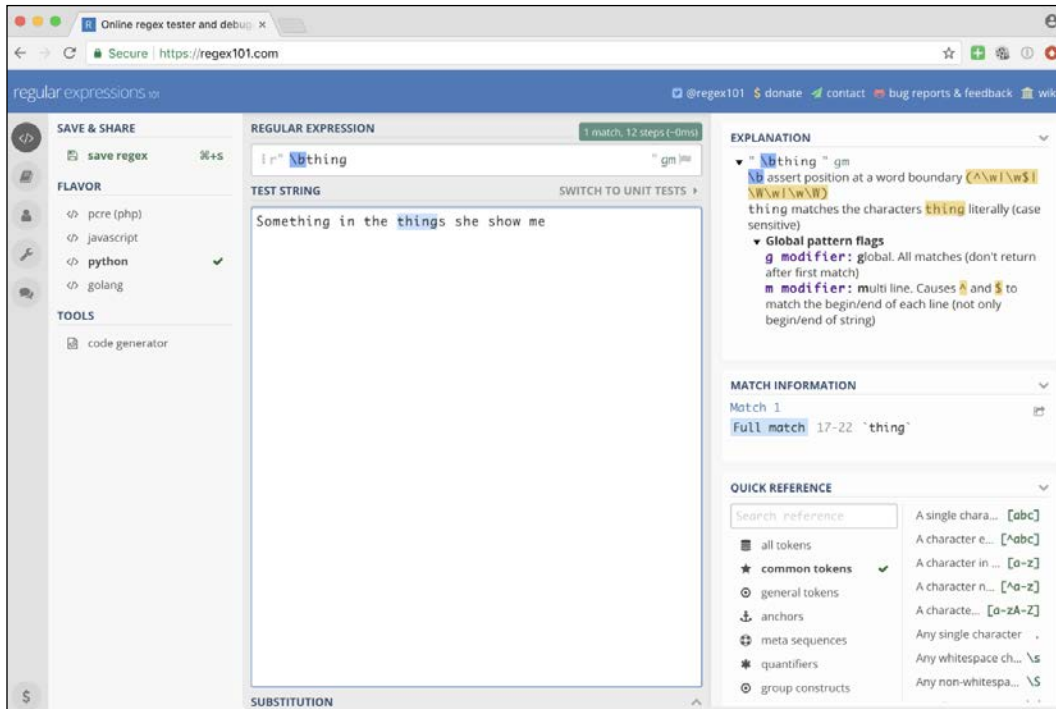 Online regex tester and debug
Secure https://regex101.com
regular expressions 101
@regex101 $ donate contact bug reports & feedback wik
SAVE & SHARE
save regex ⌘+S
FLAVOR
</> pcre (php)
</> javascript
</> python
</> golang
TOOLS
code generator
$
REGULAR EXPRESSION
1 match, 12 steps (~0ms)
r" \bthing " gm
TEST STRING
SWITCH TO UNIT TESTS
Something in the things she show me
SUBSTITUTION
EXPLANATION
" \bthing " gm
\b assert position at a word boundary (^\w|\w$|
\W\w|\w\W)
thing matches the characters thing literally (case
sensitive)
Global pattern flags
g modifier: global. All matches (don't return
after first match)
m modifier: multi line. Causes ^ and $ to
match the begin/end of each line (not only
begin/end of string)
MATCH INFORMATION
Match 1
Full match 17-22 `thing`
QUICK REFERENCE
Search reference
all tokens
common tokens
general tokens
anchors
meta sequences
quantifiers
group constructs
A single chara... [abc]
A character e... [^abc]
A character in ... [a-z]
A character n... [^a-z]
A characte... [a-zA-Z]
Any single character .
Any whitespace ch... \s
Any non-whitespa... \S